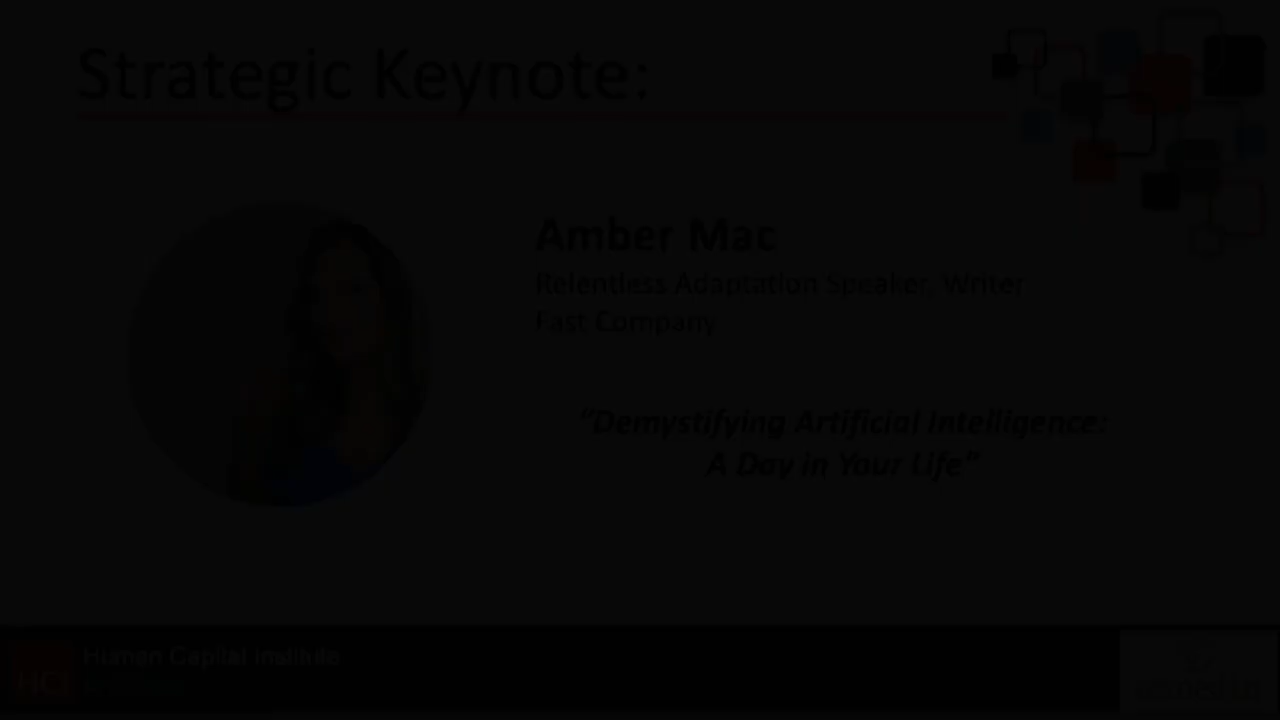 Strategic Keynote:
Amber Mac
Relentless Adaptation Speaker, Writer
Fast Company
“Demystifying Artificial Intelligence:
A Day in Your Life”
Human Capital Institute
HCi